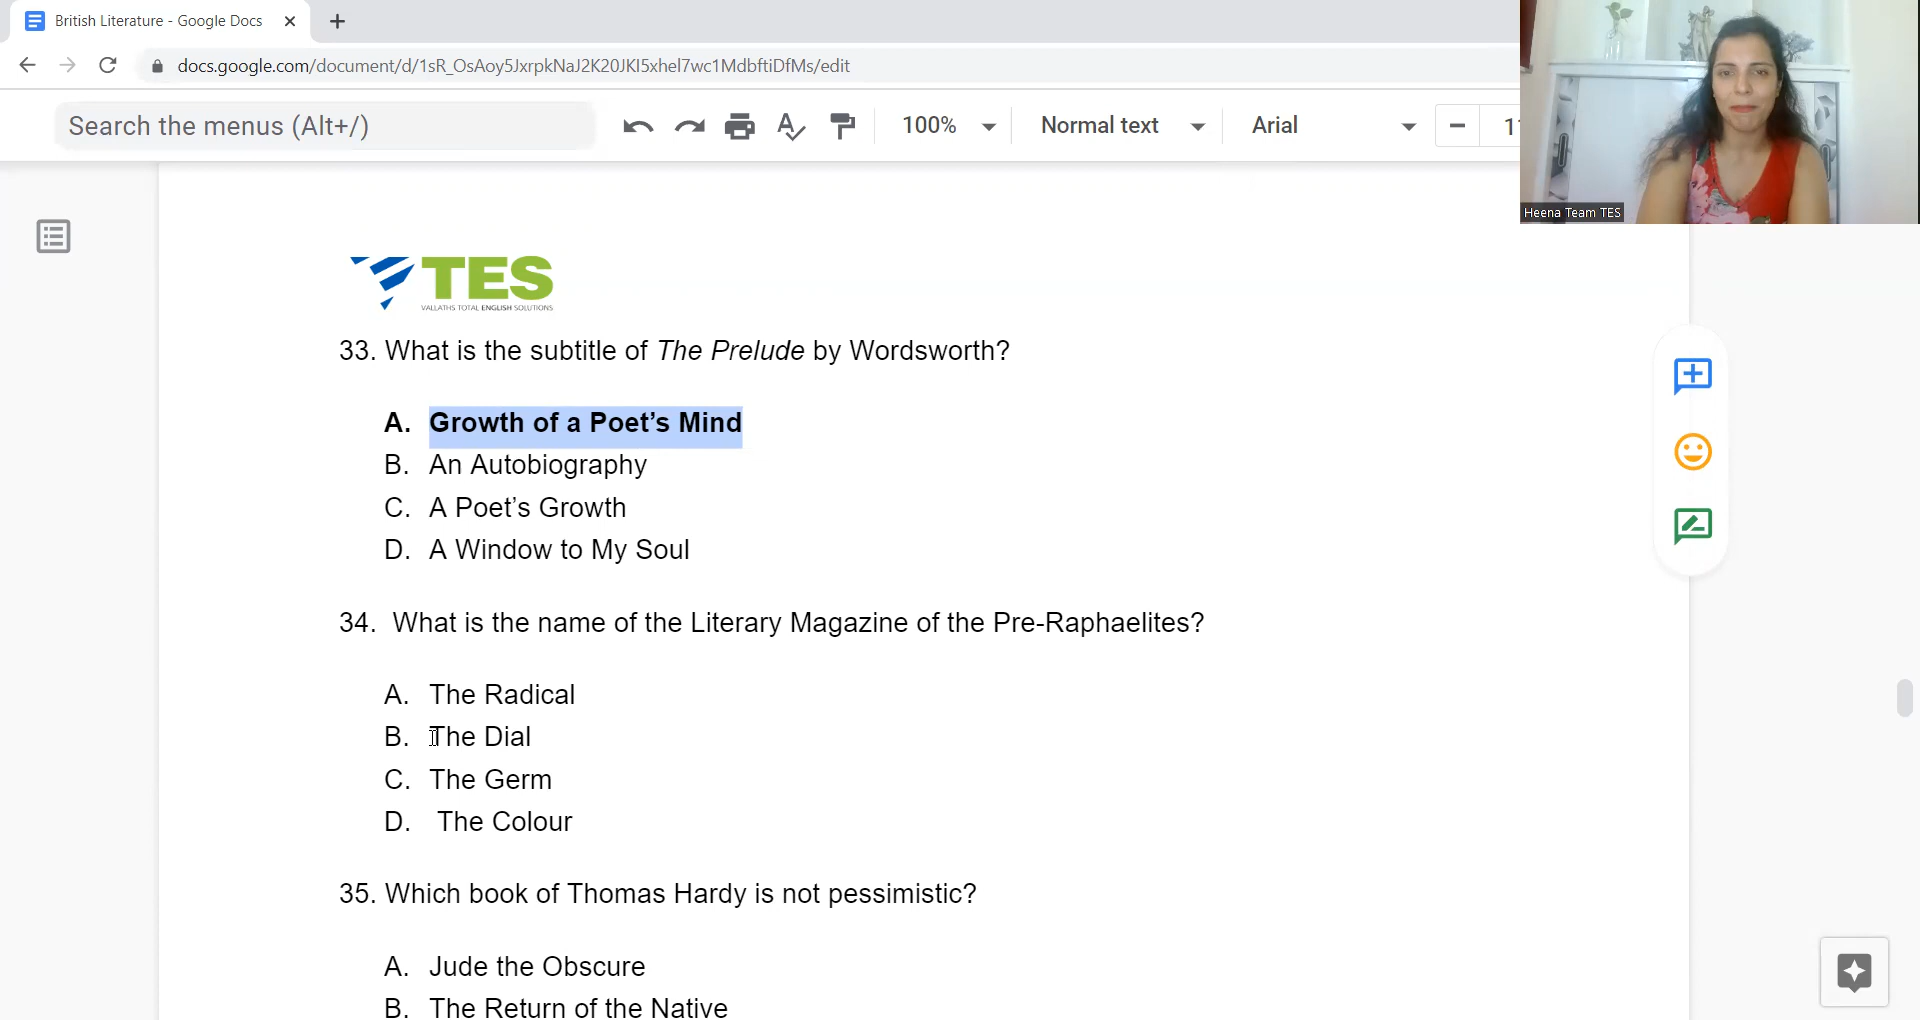 British Literature - Google Docs
docs.google.com/document/d/1sR_OsAoy5JxrpkNaJ2K20JKI5xhel7wc1MdbftiDfMs/edit
Search the menus (Alt+/)
100%
Normal text
Arial
Heena Team TES
TES
VALLATHS TOTAL ENGLISH SOLUTIONS
33. What is the subtitle of The Prelude by Wordsworth?
A. Growth of a Poet’s Mind
B. An Autobiography
C. A Poet’s Growth
D. A Window to My Soul
34. What is the name of the Literary Magazine of the Pre-Raphaelites?
A. The Radical
B. The Dial
C. The Germ
D. The Colour
35. Which book of Thomas Hardy is not pessimistic?
A. Jude the Obscure
B. The Return of the Native